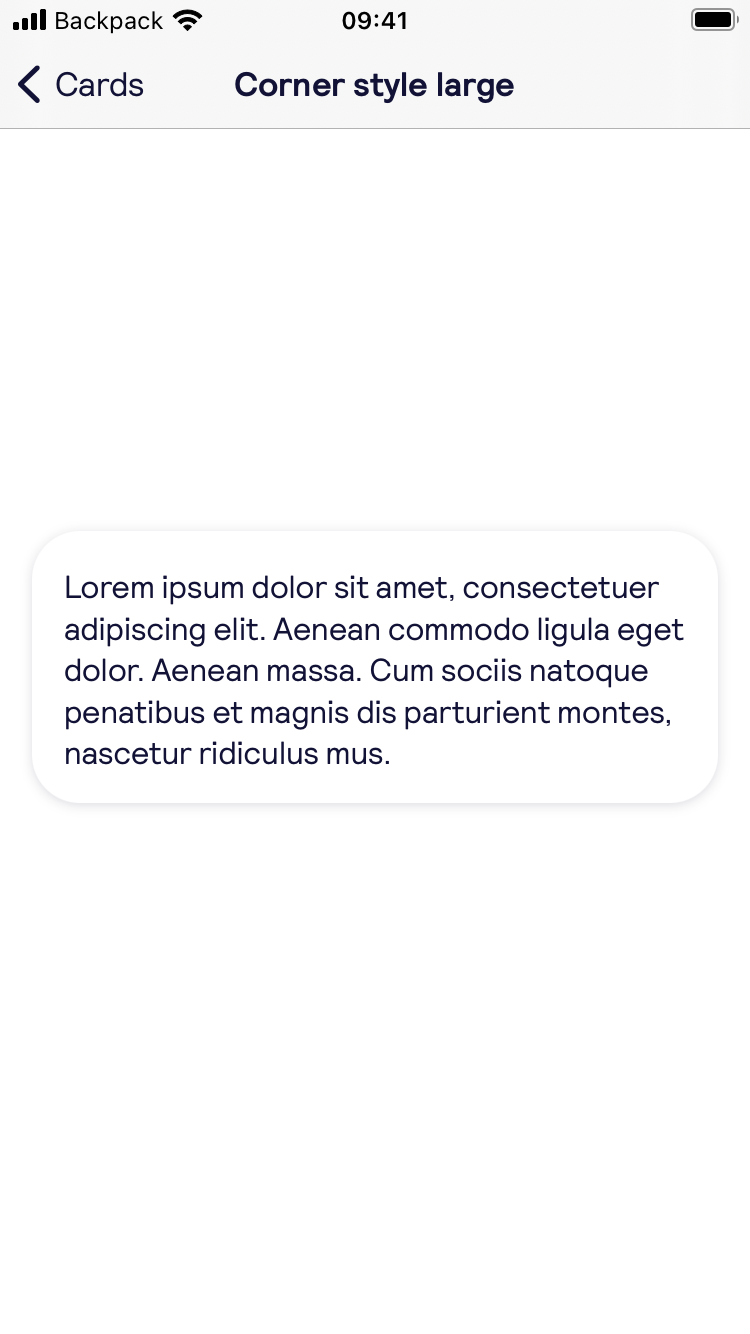 Backpack 09:41
Cards Corner style large
Lorem ipsum dolor sit amet, consectetuer
adipiscing elit. Aenean commodo ligula eget
dolor. Aenean massa. Cum sociis natoque
penatibus et magnis dis parturient montes,
nascetur ridiculus mus.